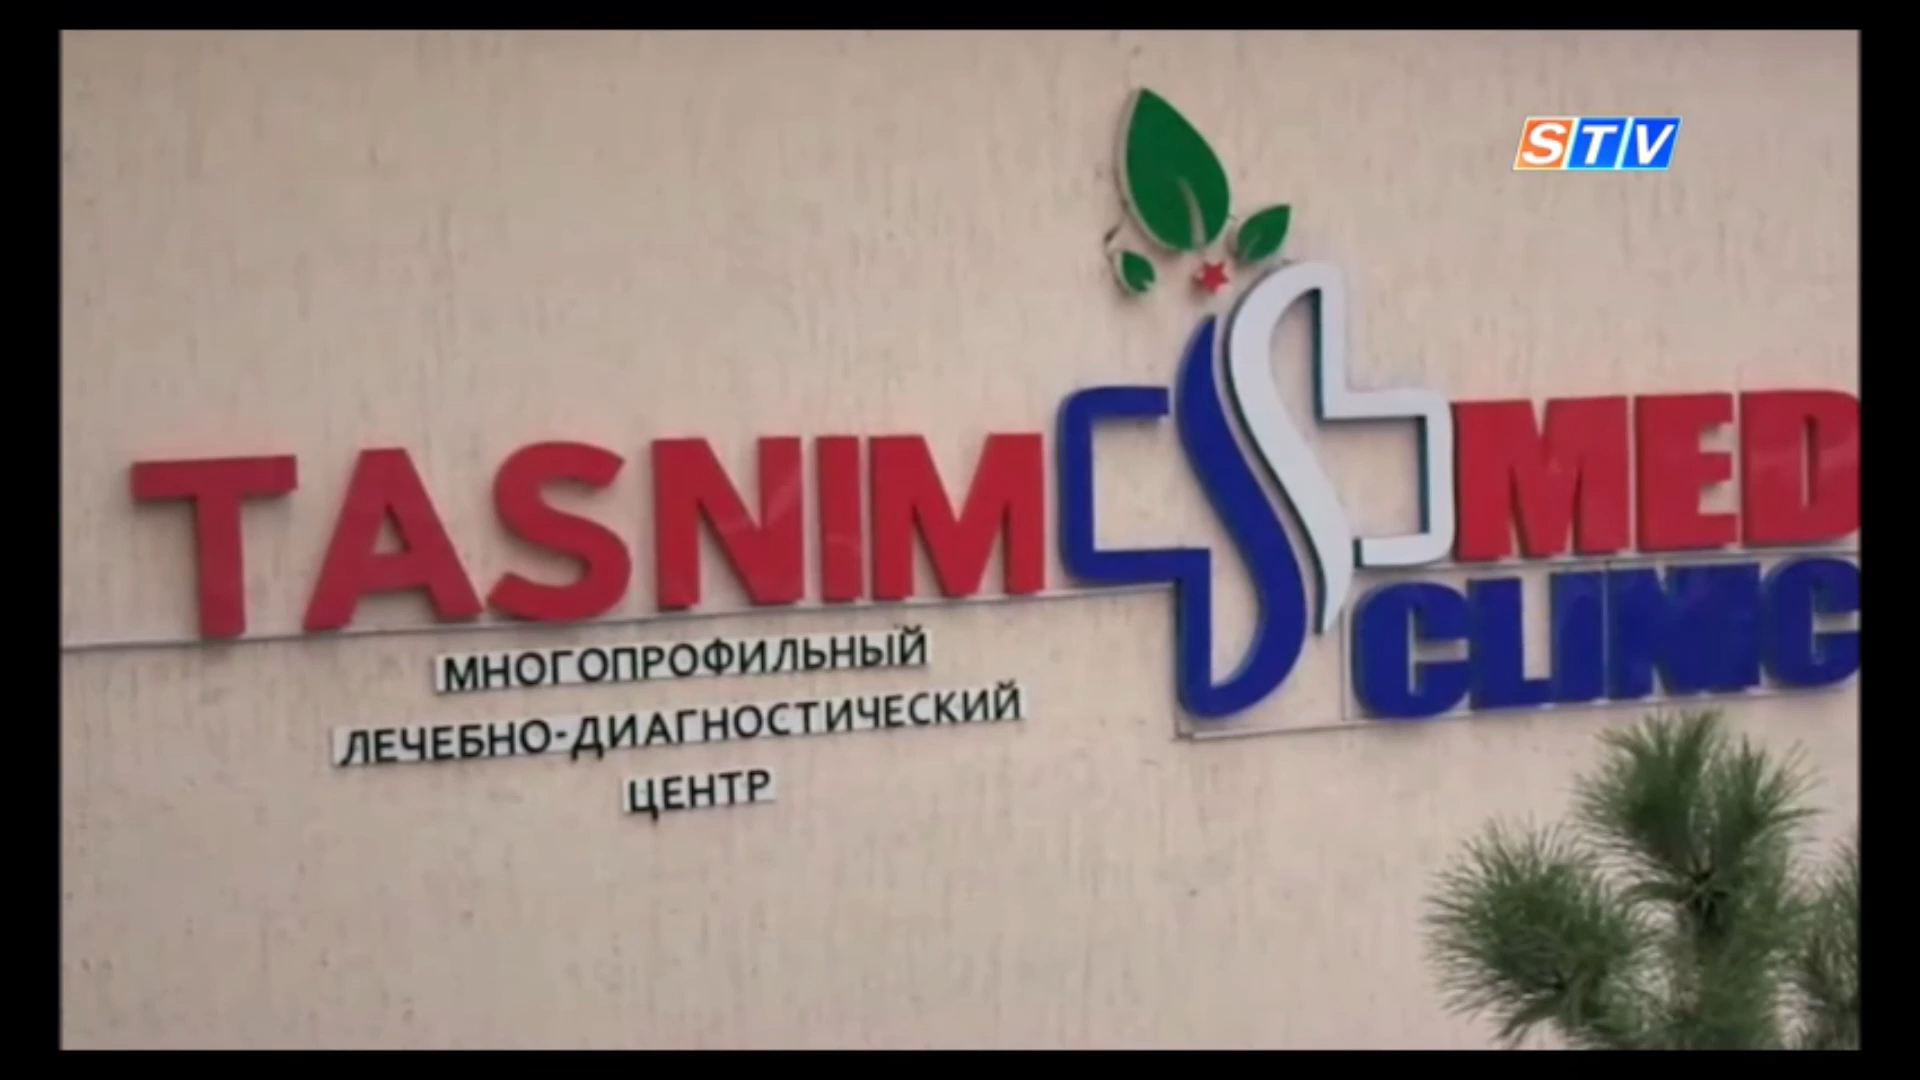 STV
TASNIM MED
CLINIC
МНОГОПРОФИЛЬНЫЙ
ЛЕЧЕБНО-ДИАГНОСТИЧЕСКИЙ
ЦЕНТР